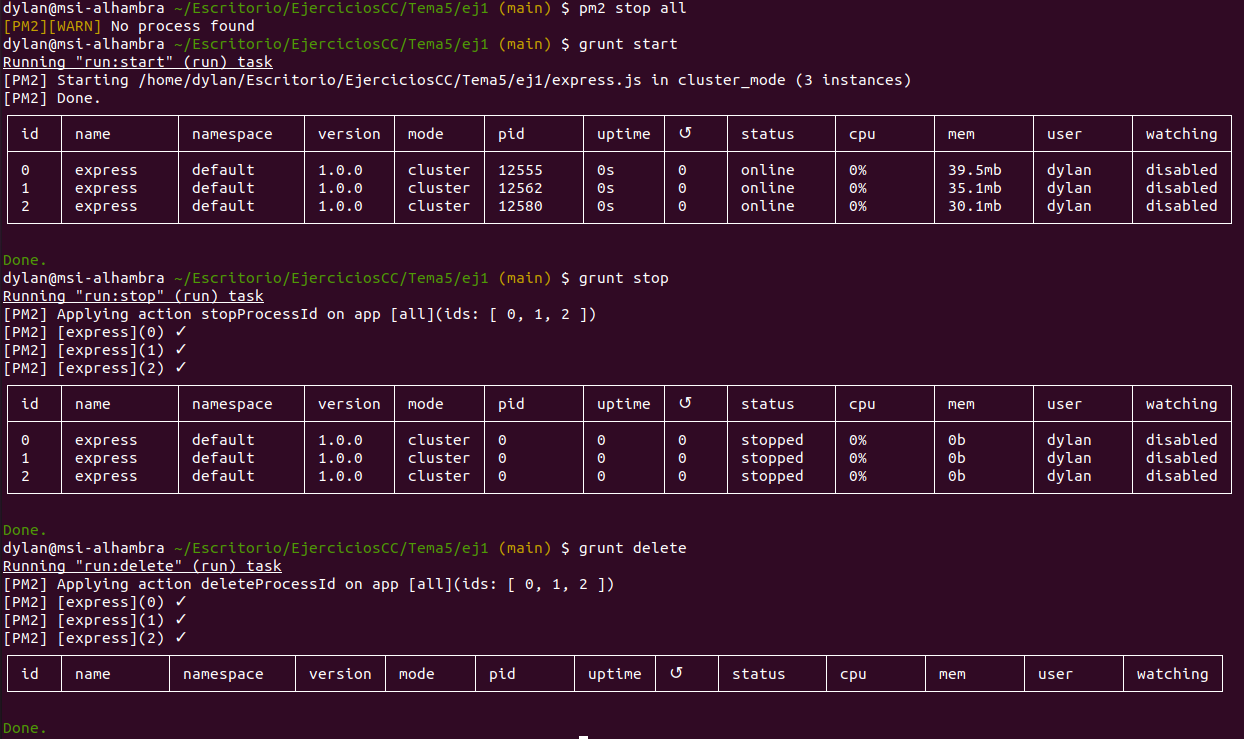 dylan@msi-alhambra ~/Escritorio/EjerciciosCC/Tema5/ej1 (main) $ pm2 stop all
[PM2][WARN] No process found
dylan@msi-alhambra ~/Escritorio/EjerciciosCC/Tema5/ej1 (main) $ grunt start
Running "run:start" (run) task
[PM2] Starting /home/dylan/Escritorio/EjerciciosCC/Tema5/ej1/express.js in cluster_mode (3 instances)
[PM2] Done.
id name namespace version mode pid uptime ↺ status cpu mem user watching
0 express default 1.0.0 cluster 12555 0s 0 online 0% 39.5mb dylan disabled
1 express default 1.0.0 cluster 12562 0s 0 online 0% 35.1mb dylan disabled
2 express default 1.0.0 cluster 12580 0s 0 online 0% 30.1mb dylan disabled
Done.
dylan@msi-alhambra ~/Escritorio/EjerciciosCC/Tema5/ej1 (main) $ grunt stop
Running "run:stop" (run) task
[PM2] Applying action stopProcessId on app [all](ids: [ 0, 1, 2 ])
[PM2] [express](0) ✓
[PM2] [express](1) ✓
[PM2] [express](2) ✓
id name namespace version mode pid uptime ↺ status cpu mem user watching
0 express default 1.0.0 cluster 0 0 0 stopped 0% 0b dylan disabled
1 express default 1.0.0 cluster 0 0 0 stopped 0% 0b dylan disabled
2 express default 1.0.0 cluster 0 0 0 stopped 0% 0b dylan disabled
Done.
dylan@msi-alhambra ~/Escritorio/EjerciciosCC/Tema5/ej1 (main) $ grunt delete
Running "run:delete" (run) task
[PM2] Applying action deleteProcessId on app [all](ids: [ 0, 1, 2 ])
[PM2] [express](0) ✓
[PM2] [express](1) ✓
[PM2] [express](2) ✓
id name namespace version mode pid uptime ↺ status cpu mem user watching
Done.